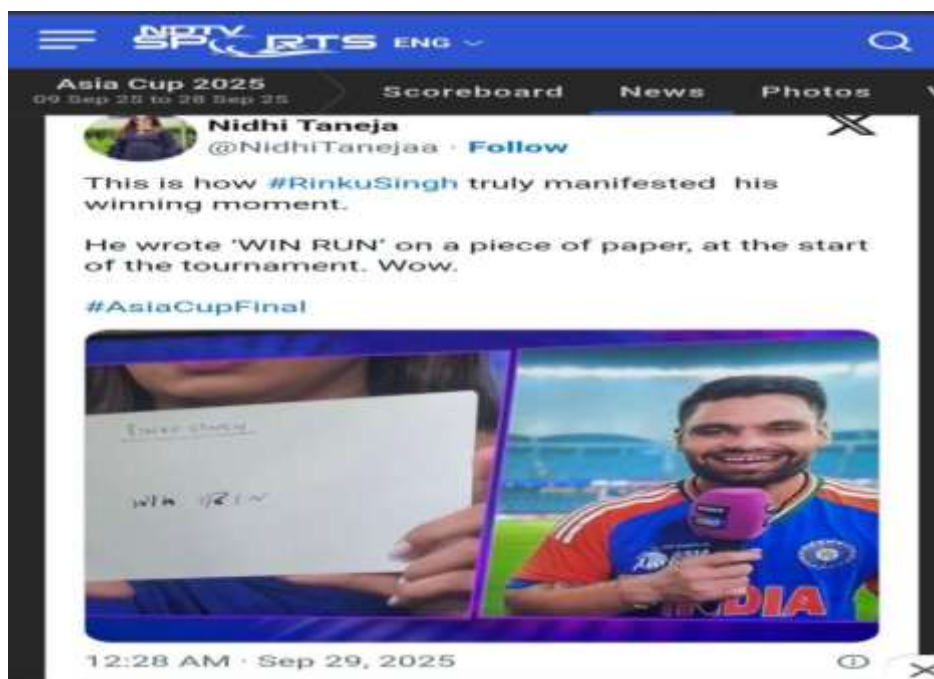 NDTV
SPORTS ENG
Asia Cup 2025
09 Sep 25 to 28 Sep 25
Scoreboard News Photos
Nidhi Taneja
@NidhiTanejaa · Follow
This is how #RinkuSingh truly manifested his
winning moment.
He wrote 'WIN RUN' on a piece of paper, at the start
of the tournament. Wow.
#AsiaCupFinal
WIN
INDIA
12:28 AM · Sep 29, 2025